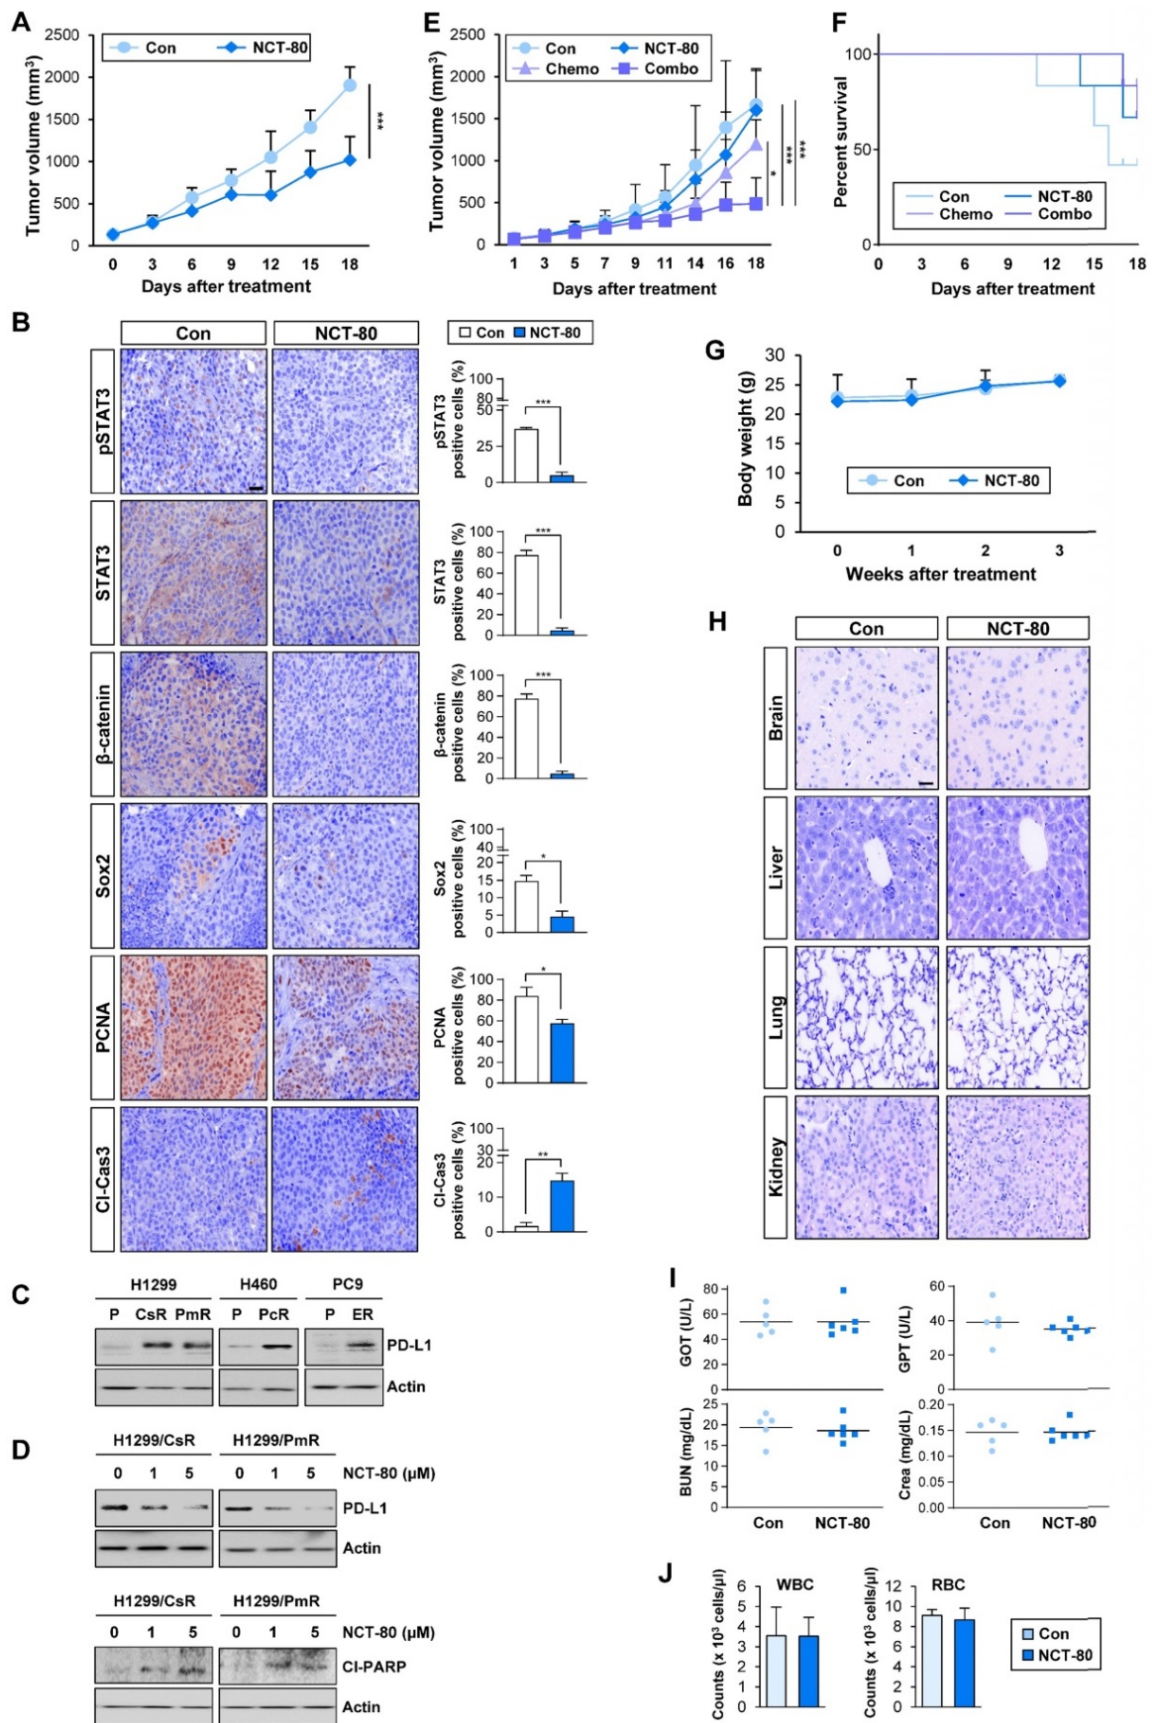 A
Tumor volume (mm³)
2500
2000
1500
1000
500
0
Con NCT-80
***
0 3 6 9 12 15 18
Days after treatment
E
Tumor volume (mm³)
2500
2000
1500
1000
500
0
Con NCT-80
Chemo Combo
*
***
***
1 3 5 7 9 11 14 16 18
Days after treatment
F
Percent survival
100
50
0
Con NCT-80
Chemo Combo
0 3 6 9 12 15 18
Days after treatment
B
Con NCT-80
Con NCT-80
pSTAT3
pSTAT3
positive cells (%)
100
80
50
25
0
***
STAT3
STAT3
positive cells (%)
100
80
60
40
20
0
***
β-catenin
β-catenin
positive cells (%)
100
80
60
40
20
0
***
Sox2
Sox2
positive cells (%)
100
40
20
15
10
5
0
*
PCNA
PCNA
positive cells (%)
100
80
60
40
20
0
*
Cl-Cas3
Cl-Cas3
positive cells (%)
100
30
20
10
0
**
G
Body weight (g)
30
25
20
15
10
5
0
Con NCT-80
0 1 2 3
Weeks after treatment
H
Con NCT-80
Brain
Liver
Lung
Kidney
C
H1299 H460 PC9
P CsR PmR P PcR P ER
PD-L1
Actin
D
H1299/CsR H1299/PmR
0 1 5 0 1 5 NCT-80 (μM)
PD-L1
Actin
H1299/CsR H1299/PmR
0 1 5 0 1 5 NCT-80 (μM)
Cl-PARP
Actin
I
GOT (U/L)
80
60
40
20
0
GPT (U/L)
60
40
20
0
BUN (mg/dL)
25
20
15
10
5
0
Crea (mg/dL)
0.20
0.15
0.10
0.05
0.00
Con NCT-80 Con NCT-80
J
WBC
Counts (x 10³ cells/μl)
6
5
4
3
2
1
0
RBC
Counts (x 10³ cells/μl)
12
10
8
6
4
2
0
Con
NCT-80